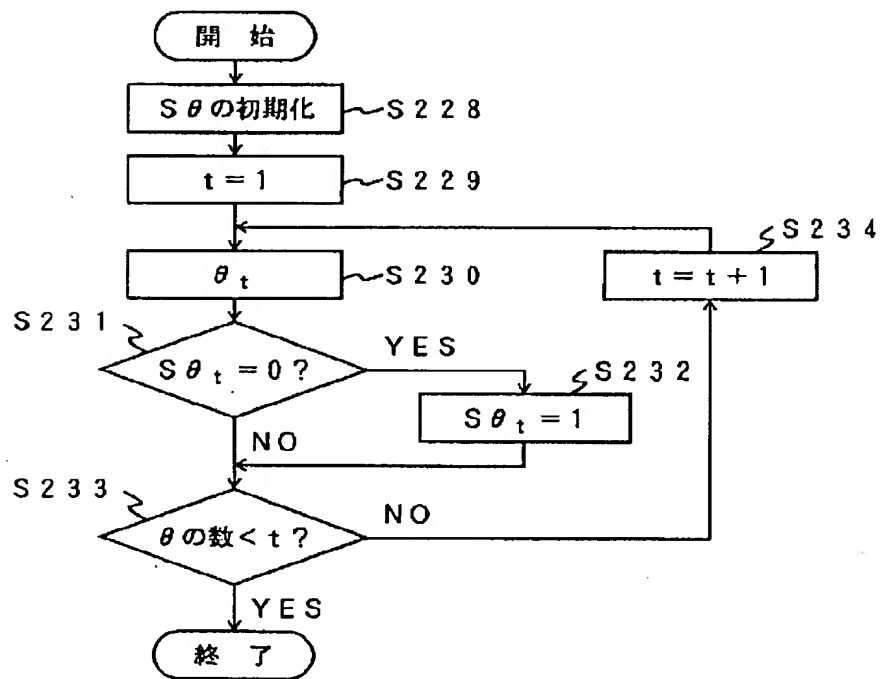 開 始
Sθの初期化
S228
t=1
S229
S234
t=t+1
θt
S230
S231
Sθt=0?
YES
S232
Sθt=1
NO
S233
θの数<t?
NO
YES
終 了